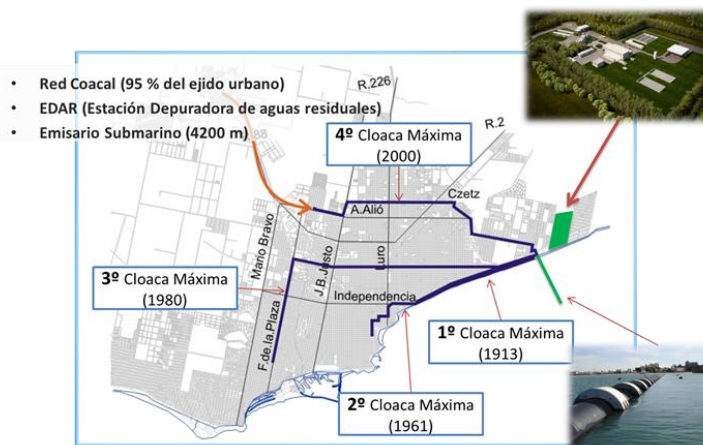 Red Coacal (95 % del ejido urbano)
EDAR (Estación Depuradora de aguas residuales)
Emisario Submarino (4200 m)
88
R.226
R.2
4º Cloaca Máxima
(2000)
Czetz
A.Alió
Mario Bravo
J.B.Justo
Luro
3º Cloaca Máxima
(1980)
Independencia
F.de.la.Plaza
1º Cloaca Máxima
(1913)
2º Cloaca Máxima
(1961)